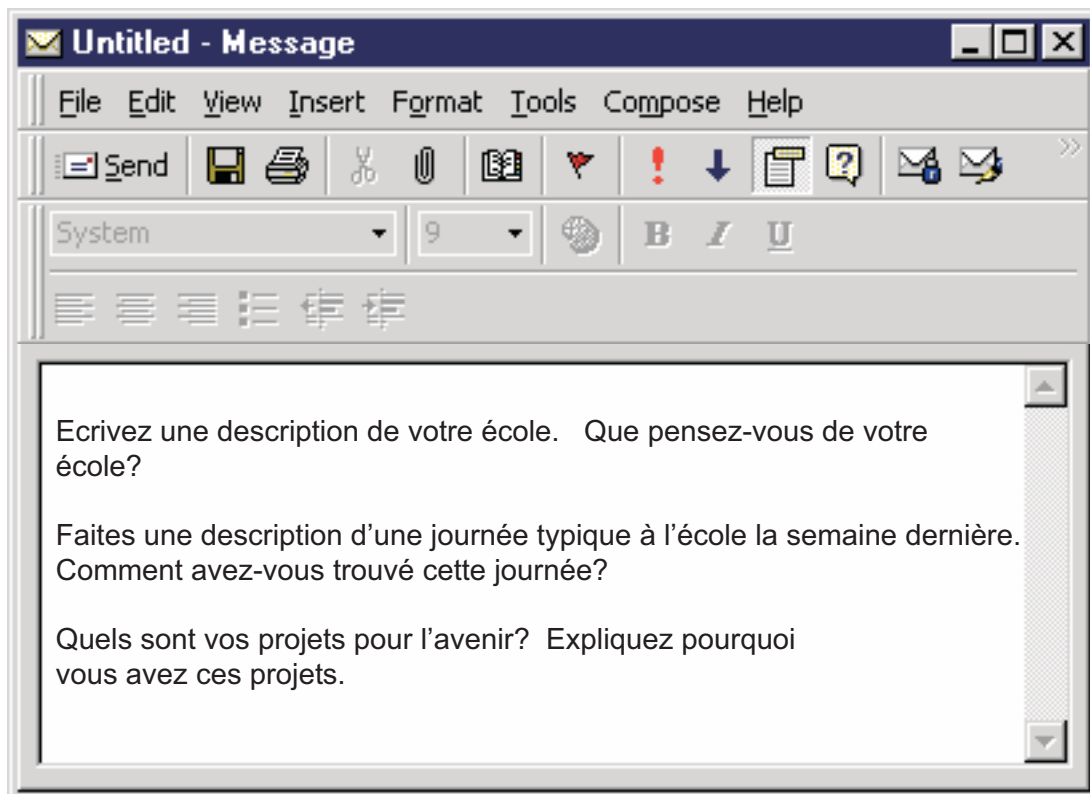 Untitled - Message
File Edit View Insert Format Tools Compose Help
Send
System 9 B I U
Ecrivez une description de votre école. Que pensez-vous de votre
école?
Faites une description d'une journée typique à l'école la semaine dernière.
Comment avez-vous trouvé cette journée?
Quels sont vos projets pour l'avenir? Expliquez pourquoi
vous avez ces projets.